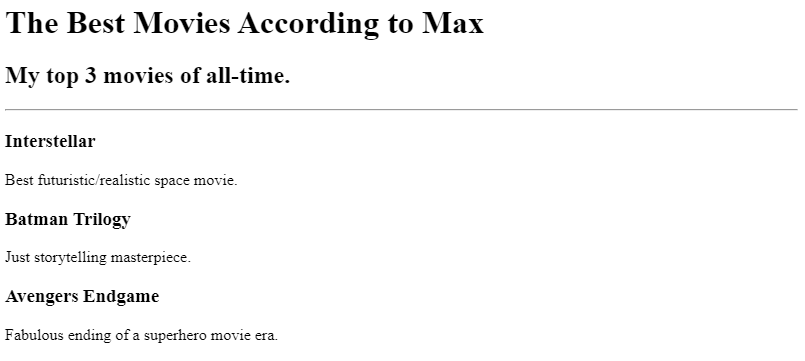 The Best Movies According to Max
My top 3 movies of all-time.
Interstellar
Best futuristic/realistic space movie.
Batman Trilogy
Just storytelling masterpiece.
Avengers Endgame
Fabulous ending of a superhero movie era.